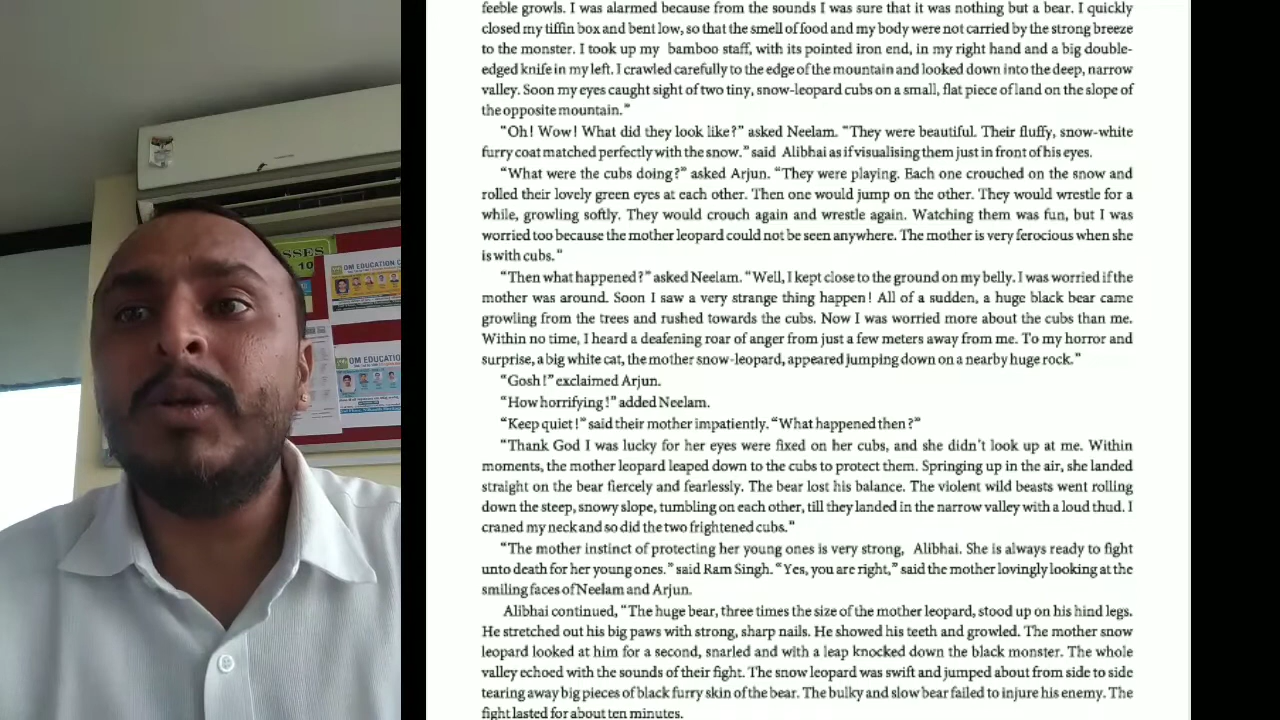 SSES
10
OM EDUCATION C
OM EDUCATIO
feeble growls. I was alarmed because from the sounds I was sure that it was nothing but a bear. I quickly
closed my tiffin box and bent low, so that the smell of food and my body were not carried by the strong breeze
to the monster. I took up my bamboo staff, with its pointed iron end, in my right hand and a big double-
edged knife in my left. I crawled carefully to the edge of the mountain and looked down into the deep, narrow
valley. Soon my eyes caught sight of two tiny, snow-leopard cubs on a small, flat piece of land on the slope of
the opposite mountain."
"Oh! Wow! What did they look like?" asked Neelam. "They were beautiful. Their fluffy, snow-white
furry coat matched perfectly with the snow." said Alibhai as if visualising them just in front of his eyes.
"What were the cubs doing?" asked Arjun. "They were playing. Each one crouched on the snow and
rolled their lovely green eyes at each other. Then one would jump on the other. They would wrestle for a
while, growling softly. They would crouch again and wrestle again. Watching them was fun, but I was
worried too because the mother leopard could not be seen anywhere. The mother is very ferocious when she
is with cubs."
"Then what happened?" asked Neelam. "Well, I kept close to the ground on my belly. I was worried if the
mother was around. Soon I saw a very strange thing happen! All of a sudden, a huge black bear came
growling from the trees and rushed towards the cubs. Now I was worried more about the cubs than me.
Within no time, I heard a deafening roar of anger from just a few meters away from me. To my horror and
surprise, a big white cat, the mother snow-leopard, appeared jumping down on a nearby huge rock."
"Gosh!" exclaimed Arjun.
"How horrifying!" added Neelam.
"Keep quiet!" said their mother impatiently. "What happened then?"
"Thank God I was lucky for her eyes were fixed on her cubs, and she didn't look up at me. Within
moments, the mother leopard leaped down to the cubs to protect them. Springing up in the air, she landed
straight on the bear fiercely and fearlessly. The bear lost his balance. The violent wild beasts went rolling
down the steep, snowy slope, tumbling on each other, till they landed in the narrow valley with a loud thud. I
craned my neck and so did the two frightened cubs."
"The mother instinct of protecting her young ones is very strong, Alibhai. She is always ready to fight
unto death for her young ones." said Ram Singh. "Yes, you are right," said the mother lovingly looking at the
smiling faces of Neelam and Arjun.
Alibhai continued, "The huge bear, three times the size of the mother leopard, stood up on his hind legs.
He stretched out his big paws with strong, sharp nails. He showed his teeth and growled. The mother snow
leopard looked at him for a second, snarled and with a leap knocked down the black monster. The whole
valley echoed with the sounds of their fight. The snow leopard was swift and jumped about from side to side
tearing away big pieces of black furry skin of the bear. The bulky and slow bear failed to injure his enemy. The
fight lasted for about ten minutes.